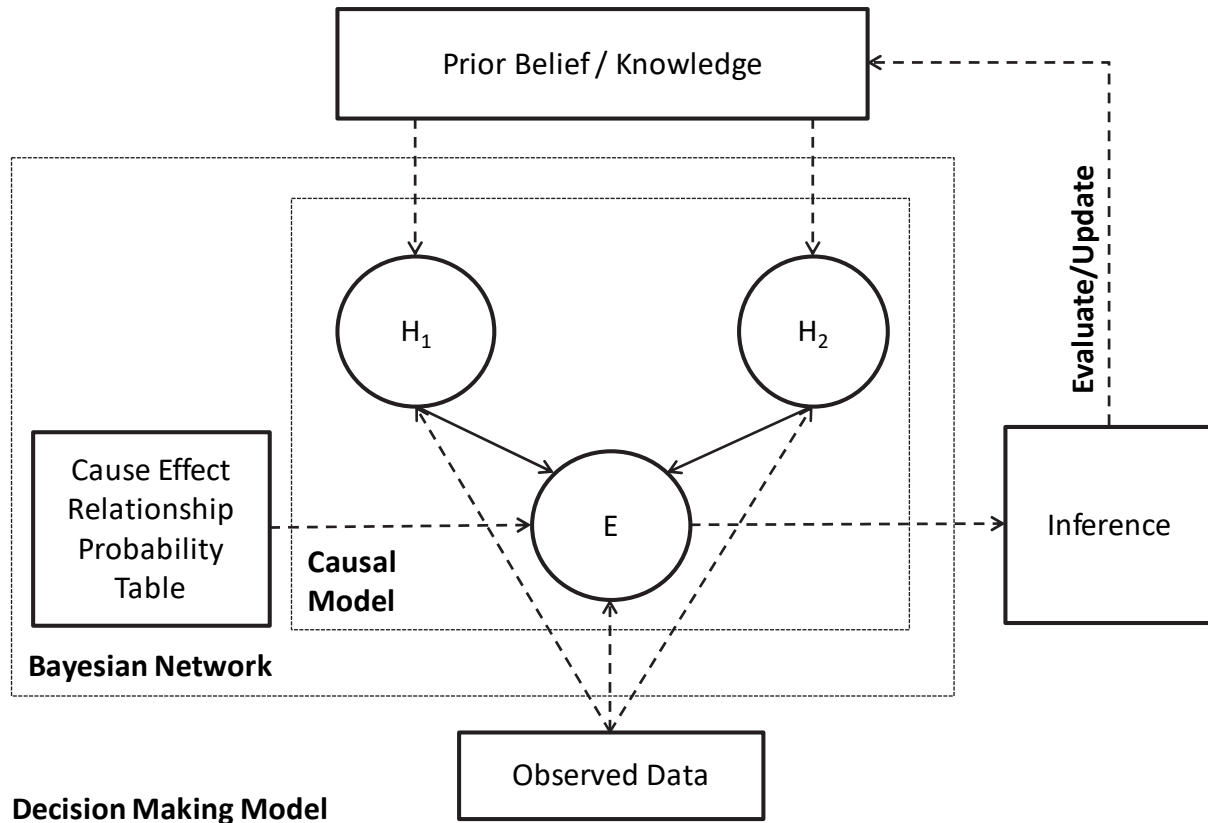 Prior Belief / Knowledge
Evaluate/Update
H₁
H₂
Cause Effect
Relationship
Probability
Table
E
Inference
Causal
Model
Bayesian Network
Observed Data
Decision Making Model